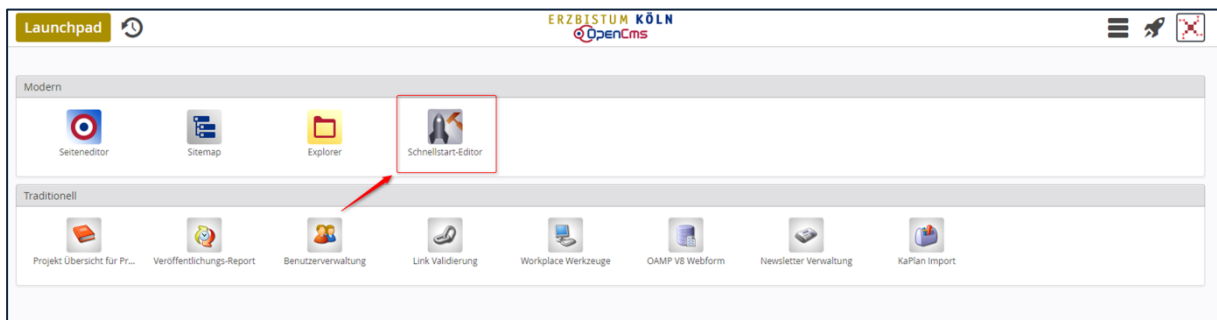 Launchpad
ERZBISTUM KÖLN
OpenCms
Modern
Seiteneditor Sitemap Explorer Schnellstart-Editor
Traditionell
Projekt Übersicht für Pr... Veröffentlichungs-Report Benutzerverwaltung Link Validierung Workplace Werkzeuge OAMP V8 Webform Newsletter Verwaltung KaPlan Import